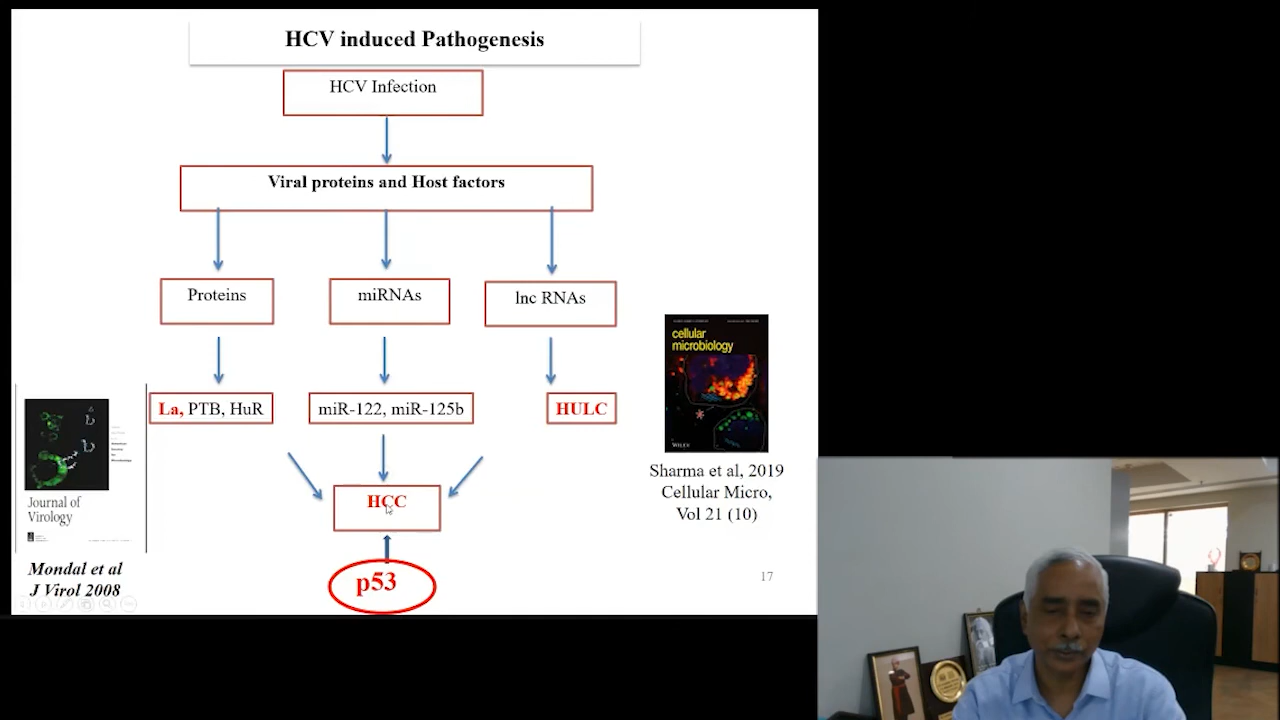 HCV induced Pathogenesis
HCV Infection
Viral proteins and Host factors
Proteins
miRNAs
lnc RNAs
La, PTB, HuR
miR-122, miR-125b
HULC
HCC
p53
cellular
microbiology
WILEY
Sharma et al, 2019
Cellular Micro,
Vol 21 (10)
Journal of
Virology
Mondal et al
J Virol 2008
17